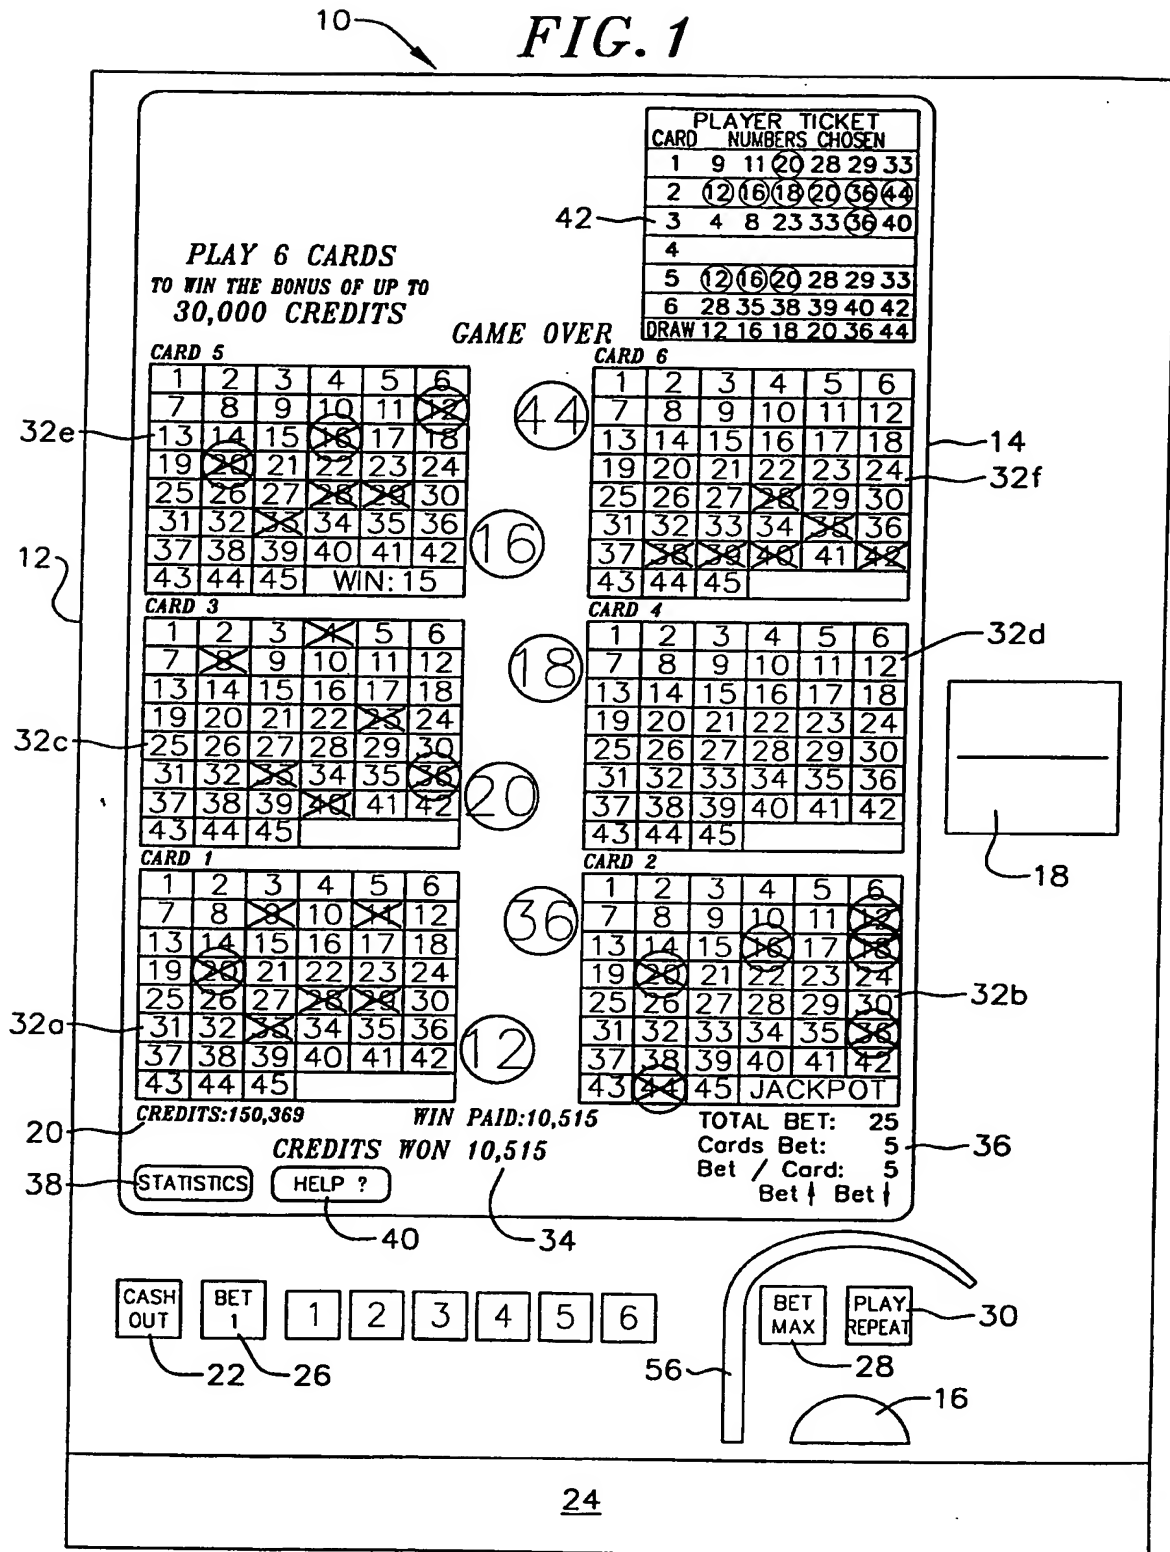 FIG. 1
10
PLAYER TICKET
CARD NUMBERS CHOSEN
1 9 11 20 28 29 33
2 12 16 18 20 36 44
42
3 4 8 23 33 36 40
4
5 12 16 20 28 29 33
6 28 35 38 39 40 42
DRAW 12 16 18 20 36 44
PLAY 6 CARDS
TO WIN THE BONUS OF UP TO
30,000 CREDITS
GAME OVER
CARD 5
1 2 3 4 5 6
7 8 9 10 11 12
13 14 15 16 17 18
19 20 21 22 23 24
25 26 27 28 29 30
31 32 33 34 35 36
37 38 39 40 41 42
43 44 45 WIN: 15
32e
12
44
16
CARD 6
1 2 3 4 5 6
7 8 9 10 11 12
13 14 15 16 17 18
19 20 21 22 23 24
25 26 27 28 29 30
31 32 33 34 35 36
37 38 39 40 41 42
43 44 45
14
32f
CARD 3
1 2 3 4 5 6
7 8 9 10 11 12
13 14 15 16 17 18
19 20 21 22 23 24
25 26 27 28 29 30
31 32 33 34 35 36
37 38 39 40 41 42
43 44 45
32c
18
20
CARD 4
1 2 3 4 5 6
7 8 9 10 11 12
13 14 15 16 17 18
19 20 21 22 23 24
25 26 27 28 29 30
31 32 33 34 35 36
37 38 39 40 41 42
43 44 45
32d
18
CARD 1
1 2 3 4 5 6
7 8 9 10 11 12
13 14 15 16 17 18
19 20 21 22 23 24
25 26 27 28 29 30
31 32 33 34 35 36
37 38 39 40 41 42
43 44 45
32a
36
12
CARD 2
1 2 3 4 5 6
7 8 9 10 11 12
13 14 15 16 17 18
19 20 21 22 23 24
25 26 27 28 29 30
31 32 33 34 35 36
37 38 39 40 41 42
43 44 45 JACKPOT
32b
CREDITS:150,369
WIN PAID:10,515
TOTAL BET: 25
20
CREDITS WON 10,515
Cards Bet: 5
36
Bet / Card: 5
Bet Bet
38
STATISTICS
HELP ?
40
34
CASH OUT
BET 1
1 2 3 4 5 6
BET MAX
PLAY REPEAT
30
22
26
56
28
16
24